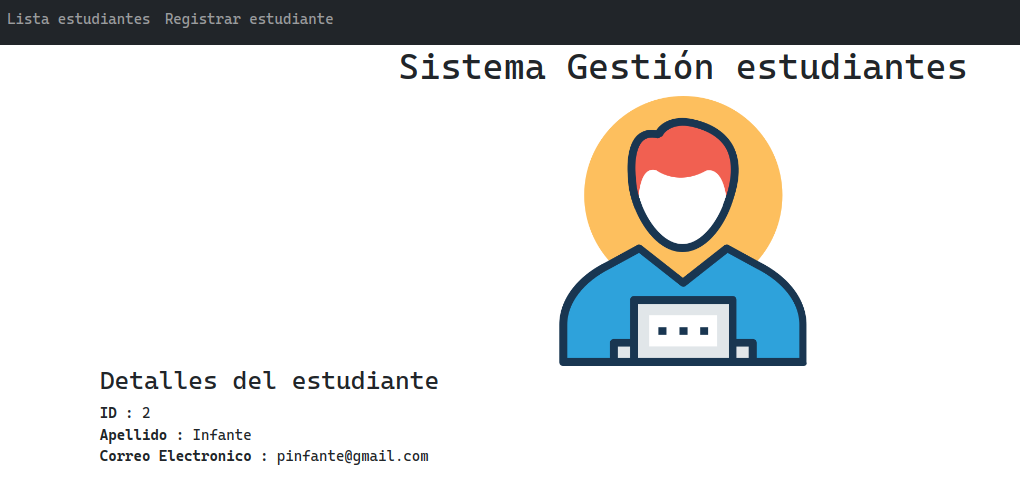 Lista estudiantes Registrar estudiante
Sistema Gestión estudiantes
Detalles del estudiante
ID : 2
Apellido : Infante
Correo Electronico : pinfante@gmail.com